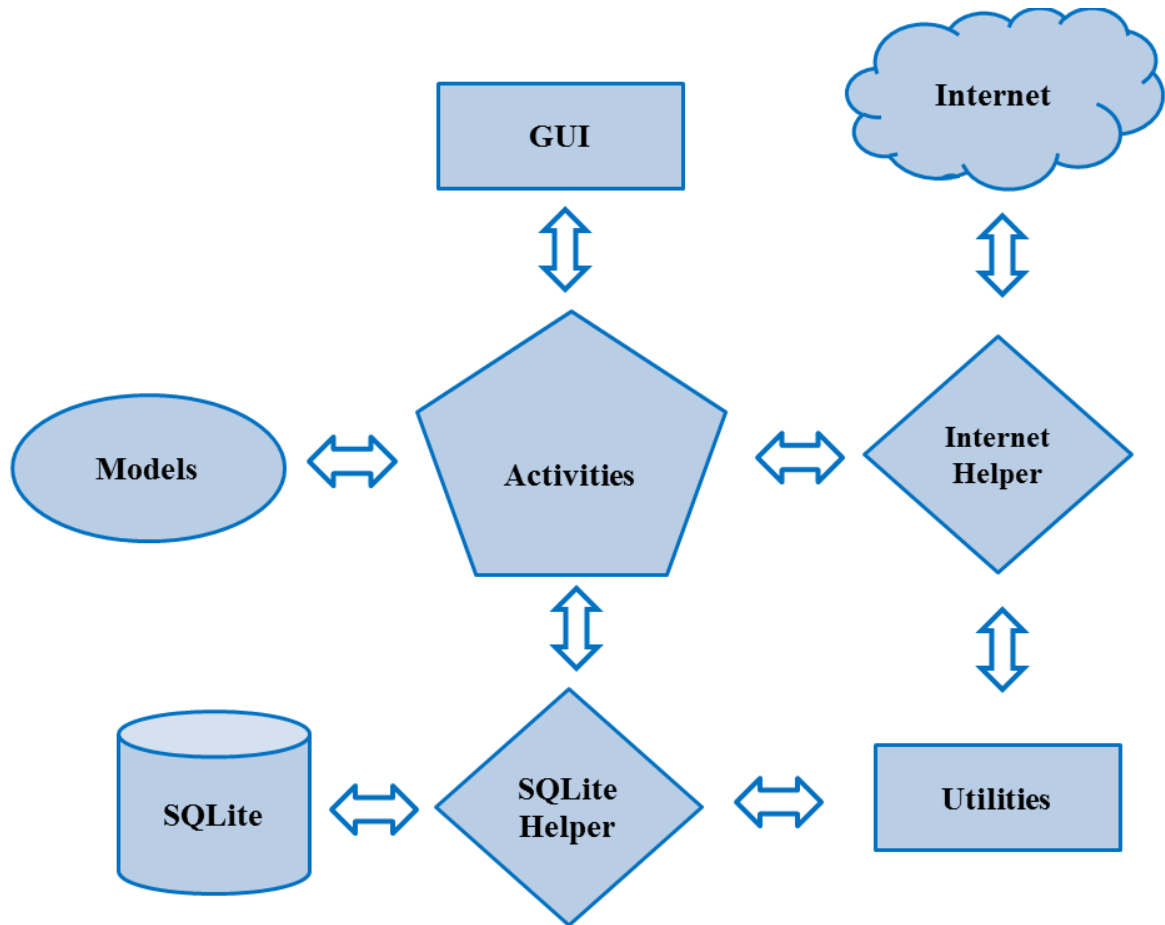 Internet
GUI
Models
Activities
Internet
Helper
SQLite
SQLite
Helper
Utilities